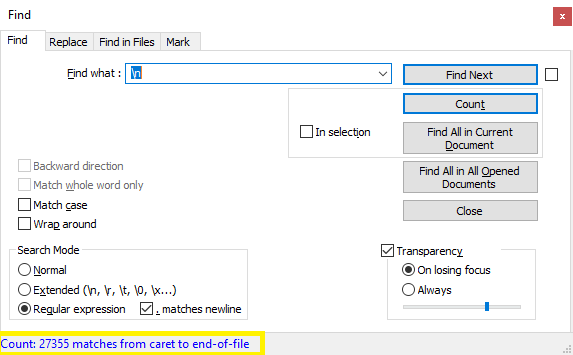 Find
Find Replace Find in Files Mark
Find what : \n Find Next
Count
In selection Find All in Current
Document
Find All in All Opened
Documents
Backward direction
Match whole word only
Match case Close
Wrap around
Search Mode Transparency
Normal On losing focus
Extended (\n, \r, \t, \0, \x...) Always
Regular expression . matches newline
Count: 27355 matches from caret to end-of-file